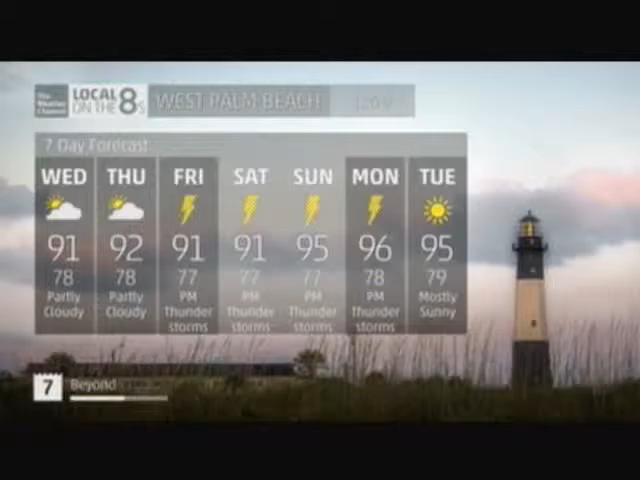 The
Weather
Channel
LOCAL
ON THE 8s
WEST PALM BEACH
7 Day Forecast
WED THU FRI SAT SUN MON TUE
91 92 91 91 95 96 95
78 78 77 77 77 78 79
Partly Partly PM PM PM PM Mostly
Cloudy Cloudy Thunder Thunder Thunder Thunder Sunny
storms storms storms storms
7 Beyond